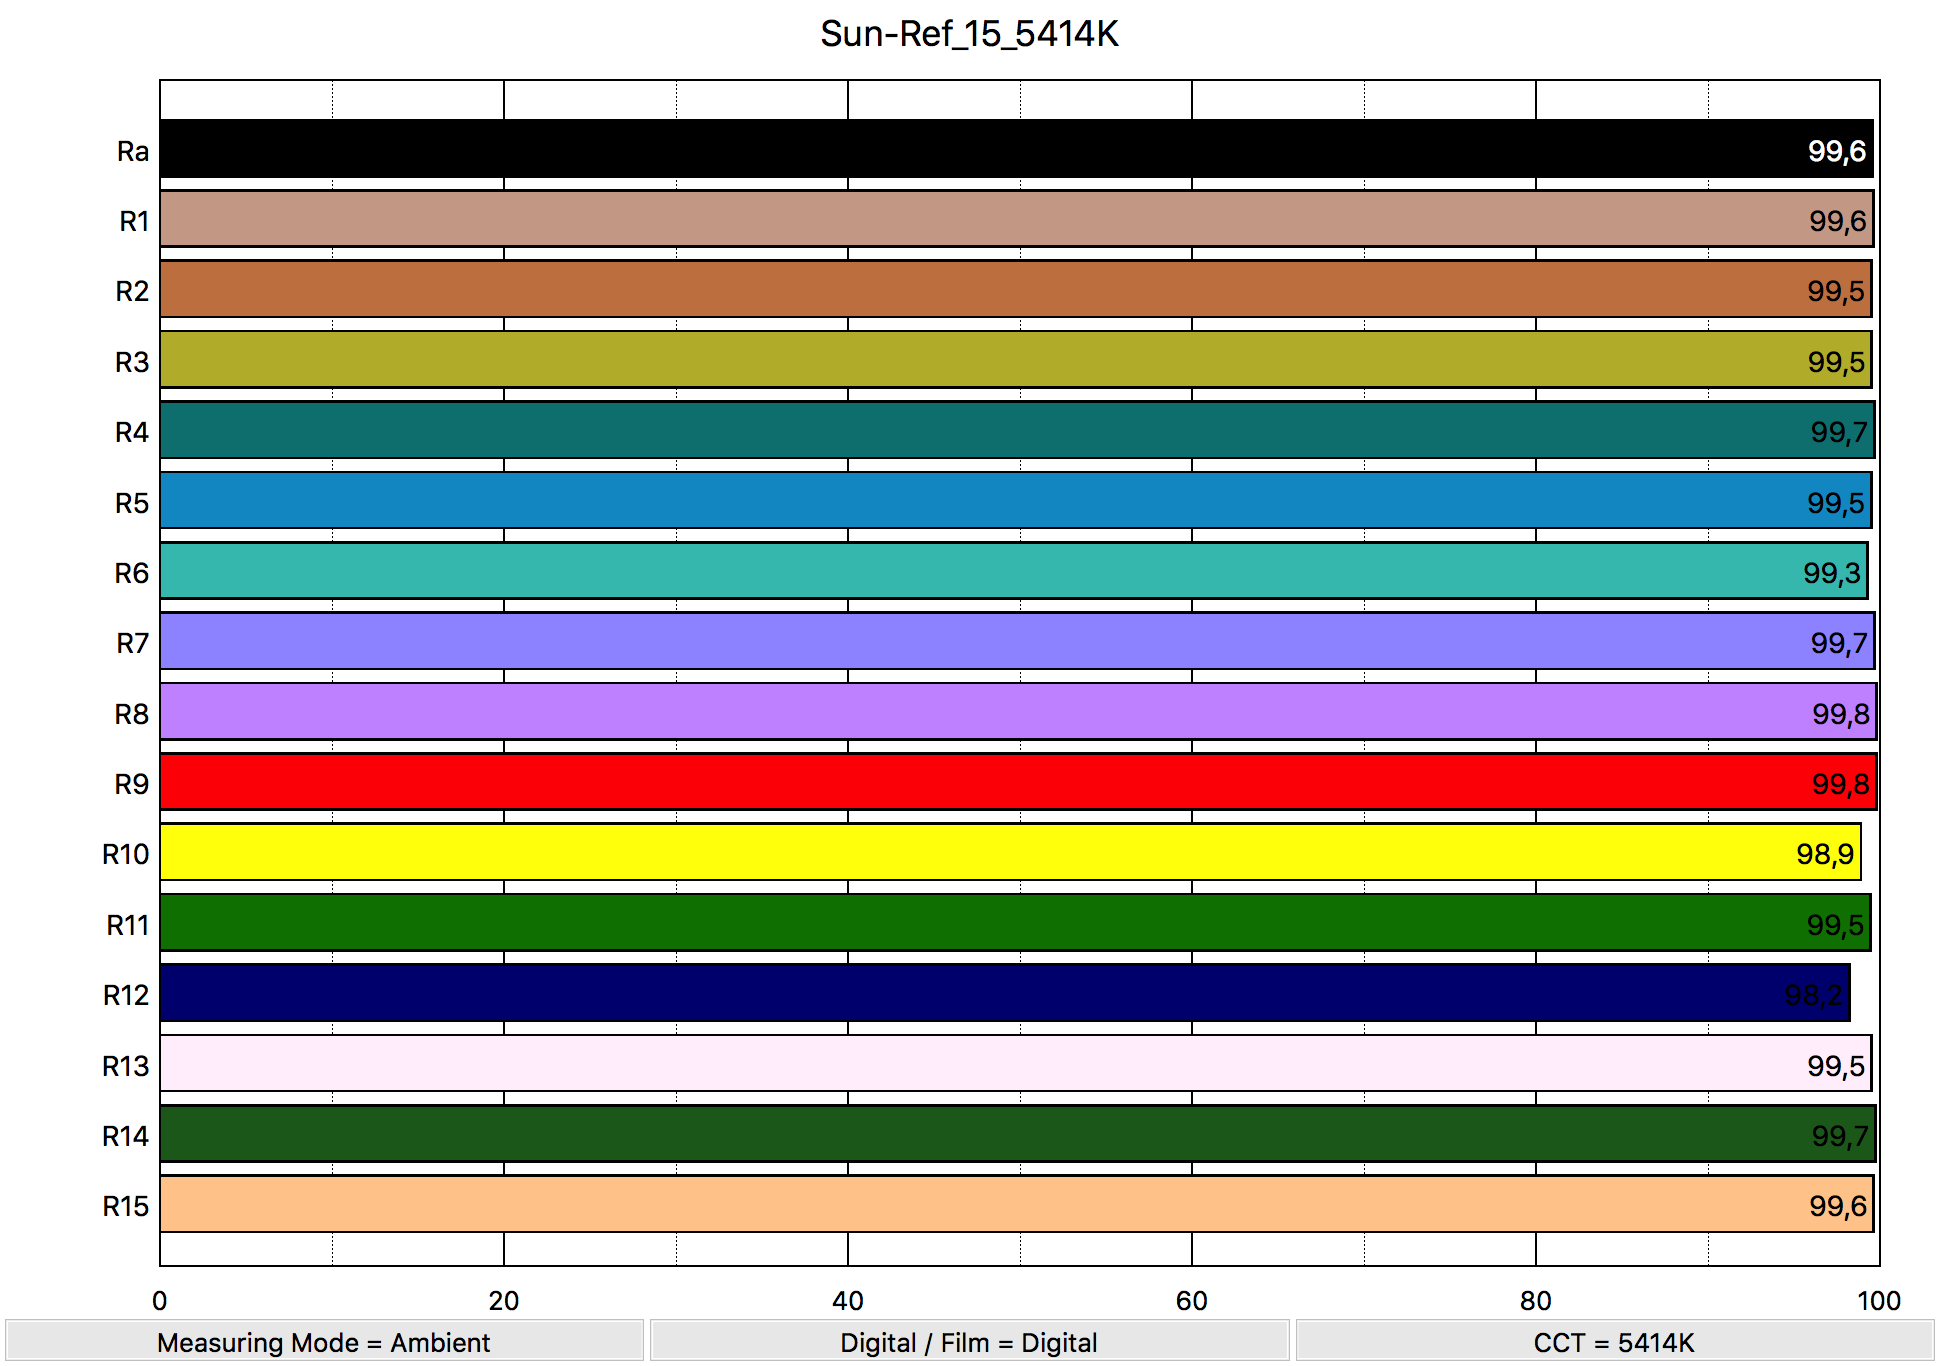 Sun-Ref_15_5414K
Ra 99,6
R1 99,6
R2 99,5
R3 99,5
R4 99,7
R5 99,5
R6 99,3
R7 99,7
R8 99,8
R9 99,8
R10 98,9
R11 99,5
R12 98,2
R13 99,5
R14 99,7
R15 99,6
0 20 40 60 80 100
Measuring Mode = Ambient Digital / Film = Digital CCT = 5414K